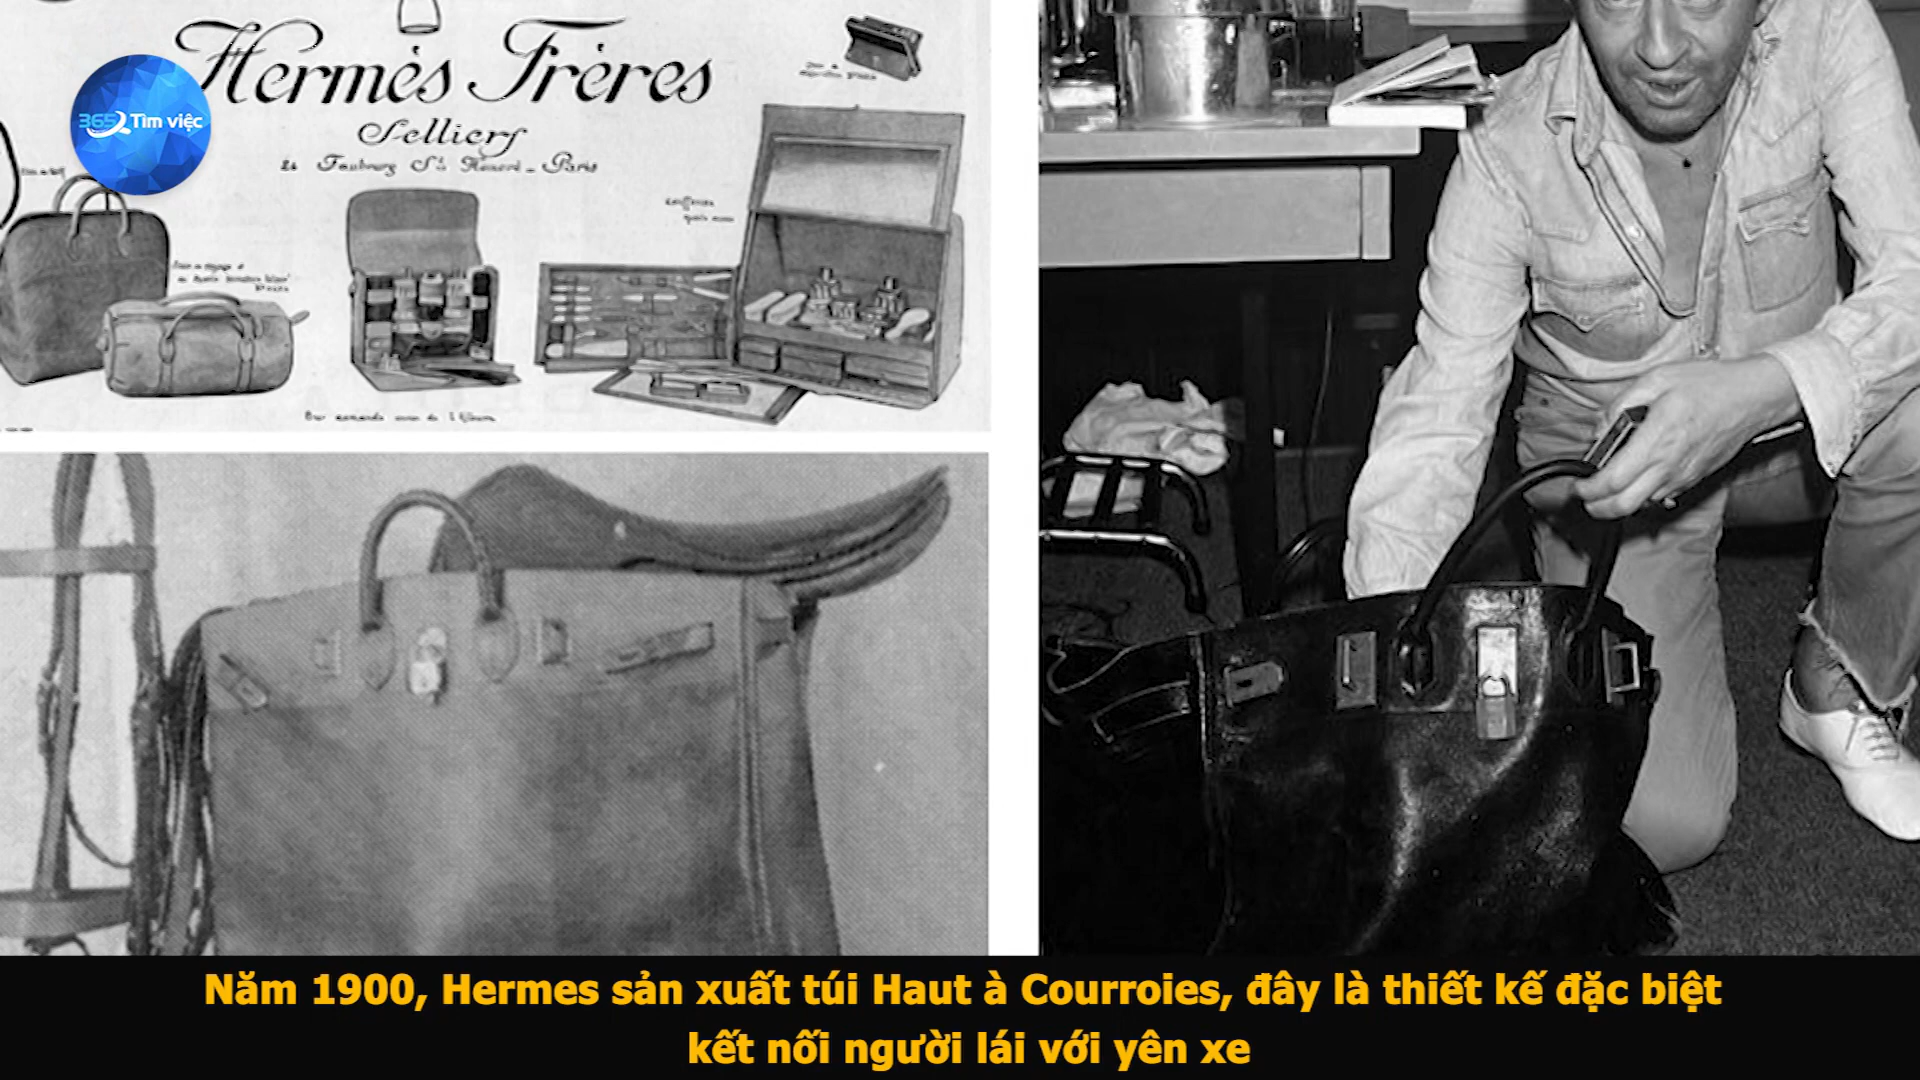 Hermès Frères
365 Tìm việc
Selliers
24 Faubourg St. Honoré _ Paris
Năm 1900, Hermes sản xuất túi Haut à Courroies, đây là thiết kế đặc biệt
kết nối người lái với yên xe